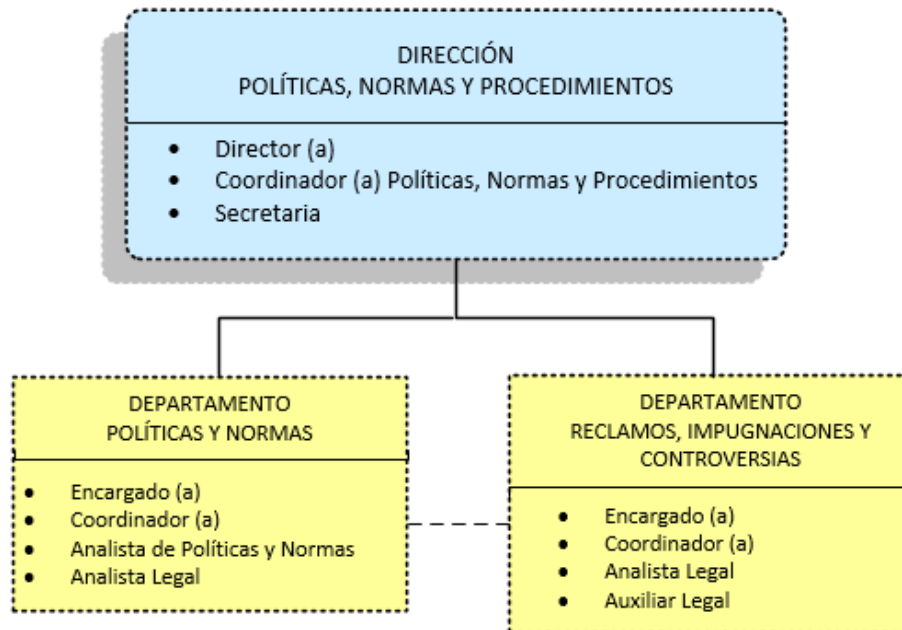 DIRECCIÓN
POLÍTICAS, NORMAS Y PROCEDIMIENTOS
• Director (a)
• Coordinador (a) Políticas, Normas y Procedimientos
• Secretaria
DEPARTAMENTO
POLÍTICAS Y NORMAS
• Encargado (a)
• Coordinador (a)
• Analista de Políticas y Normas
• Analista Legal
DEPARTAMENTO
RECLAMOS, IMPUGNACIONES Y
CONTROVERSIAS
• Encargado (a)
• Coordinador (a)
• Analista Legal
• Auxiliar Legal